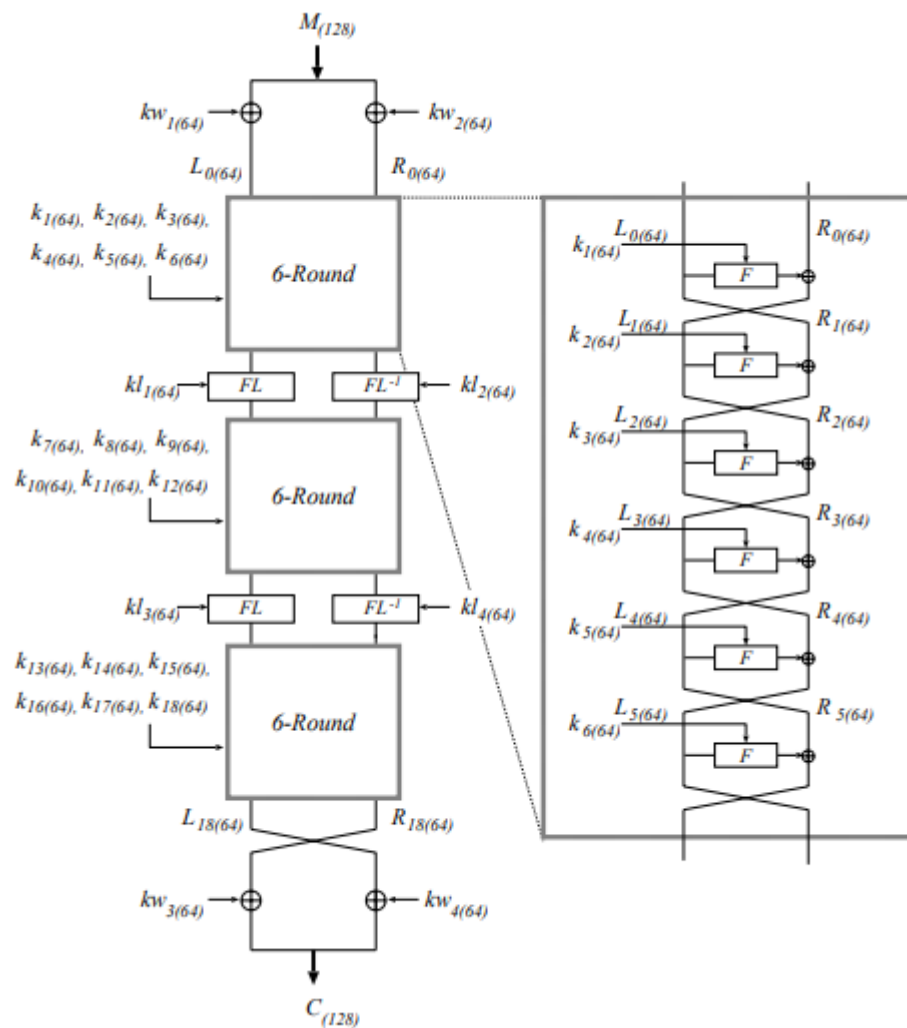 M(128)
kw1(64)
kw2(64)
L0(64)
R0(64)
k1(64), k2(64), k3(64),
k4(64), k5(64), k6(64)
6-Round
kl1(64)
FL
FL-1
kl2(64)
k7(64), k8(64), k9(64),
k10(64), k11(64), k12(64)
6-Round
kl3(64)
FL
FL-1
kl4(64)
k13(64), k14(64), k15(64),
k16(64), k17(64), k18(64)
6-Round
L18(64)
R18(64)
kw3(64)
kw4(64)
C(128)
L0(64)
R0(64)
k1(64)
F
L1(64)
R1(64)
k2(64)
F
L2(64)
R2(64)
k3(64)
F
L3(64)
R3(64)
k4(64)
F
L4(64)
R4(64)
k5(64)
F
L5(64)
R5(64)
k6(64)
F